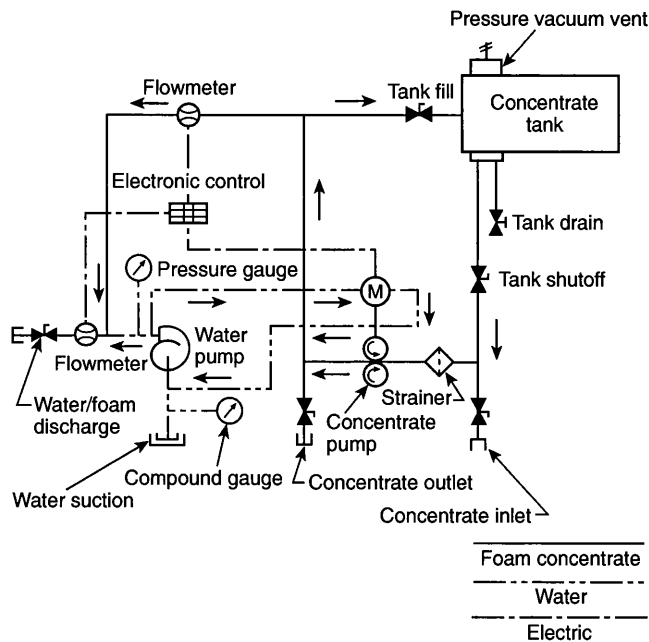 Pressure vacuum vent
Flowmeter
Tank fill
Concentrate
tank
Electronic control
Tank drain
Pressure gauge
M
Tank shutoff
Water
pump
Flowmeter
Strainer
Water/foam
discharge
Concentrate
pump
Compound gauge
Concentrate outlet
Water suction
Concentrate inlet
Foam concentrate
Water
Electric